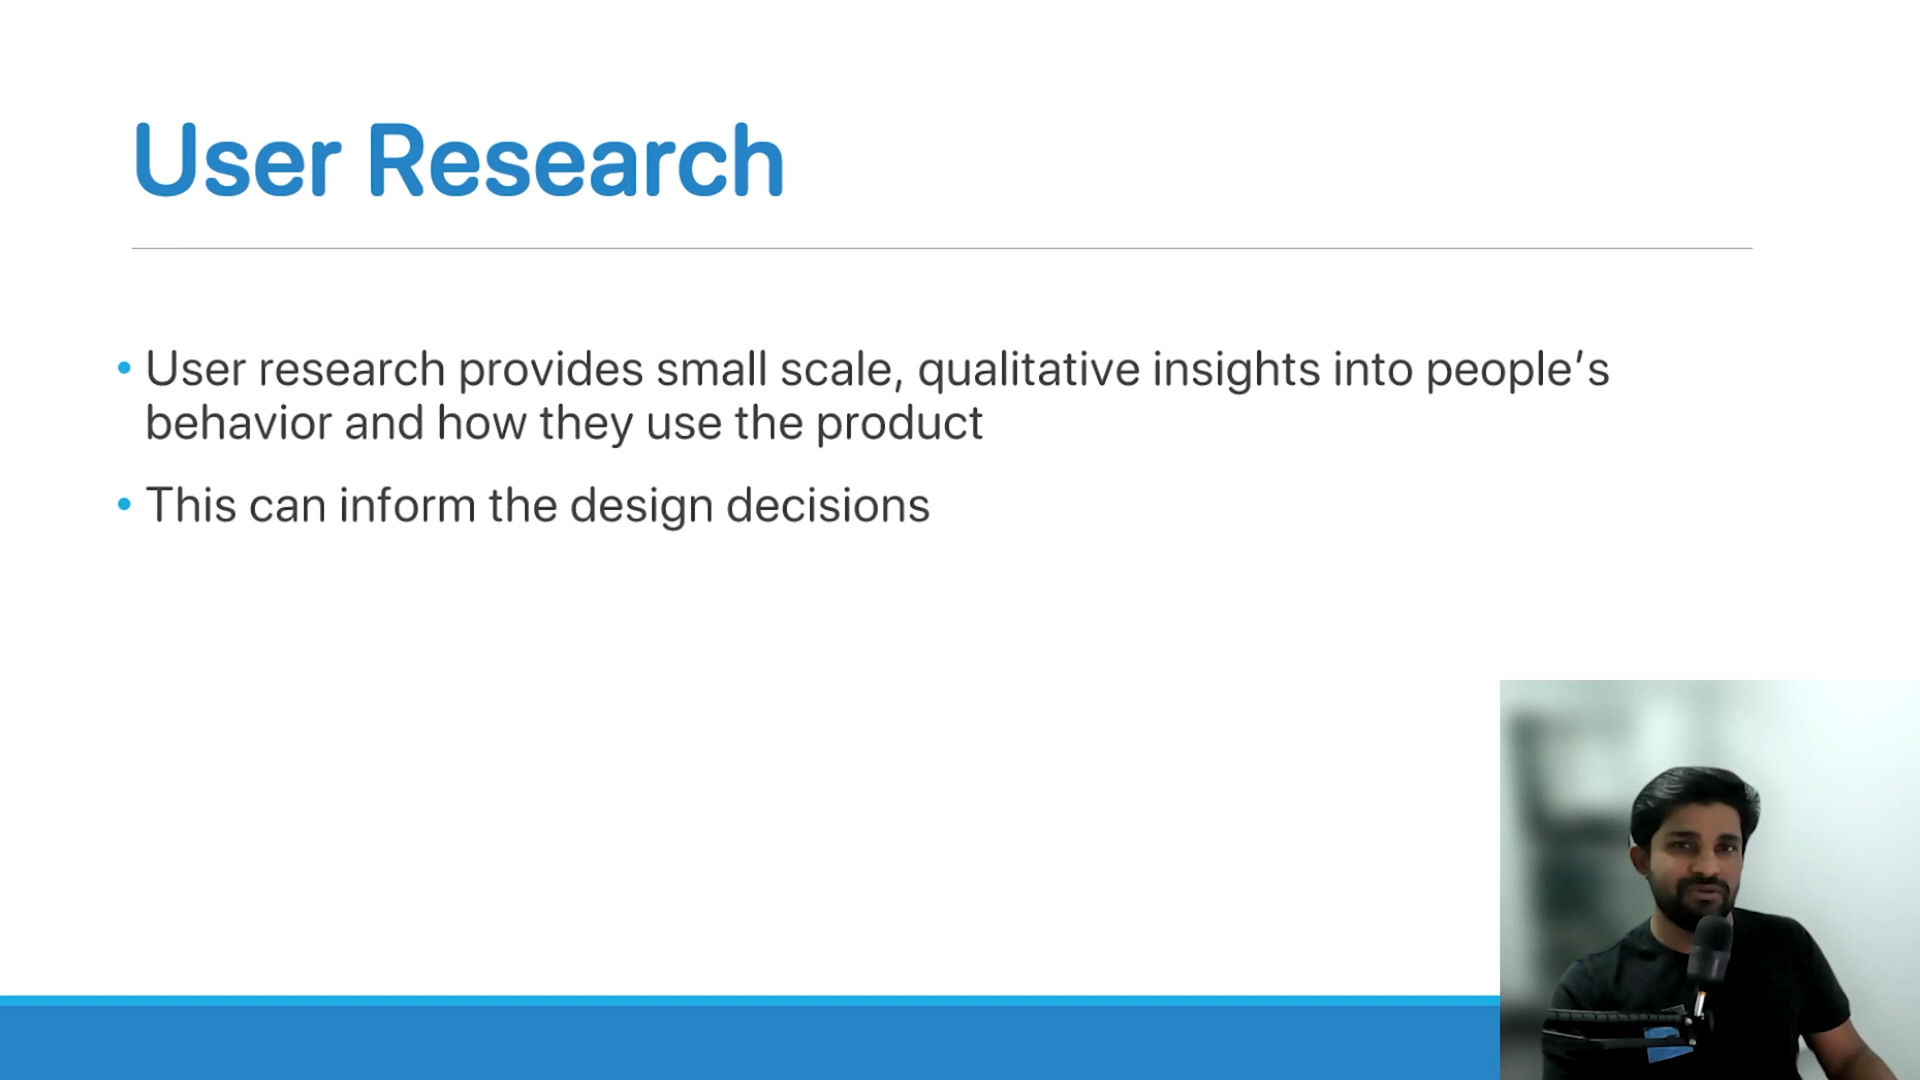 User Research
• User research provides small scale, qualitative insights into people’s
behavior and how they use the product
• This can inform the design decisions